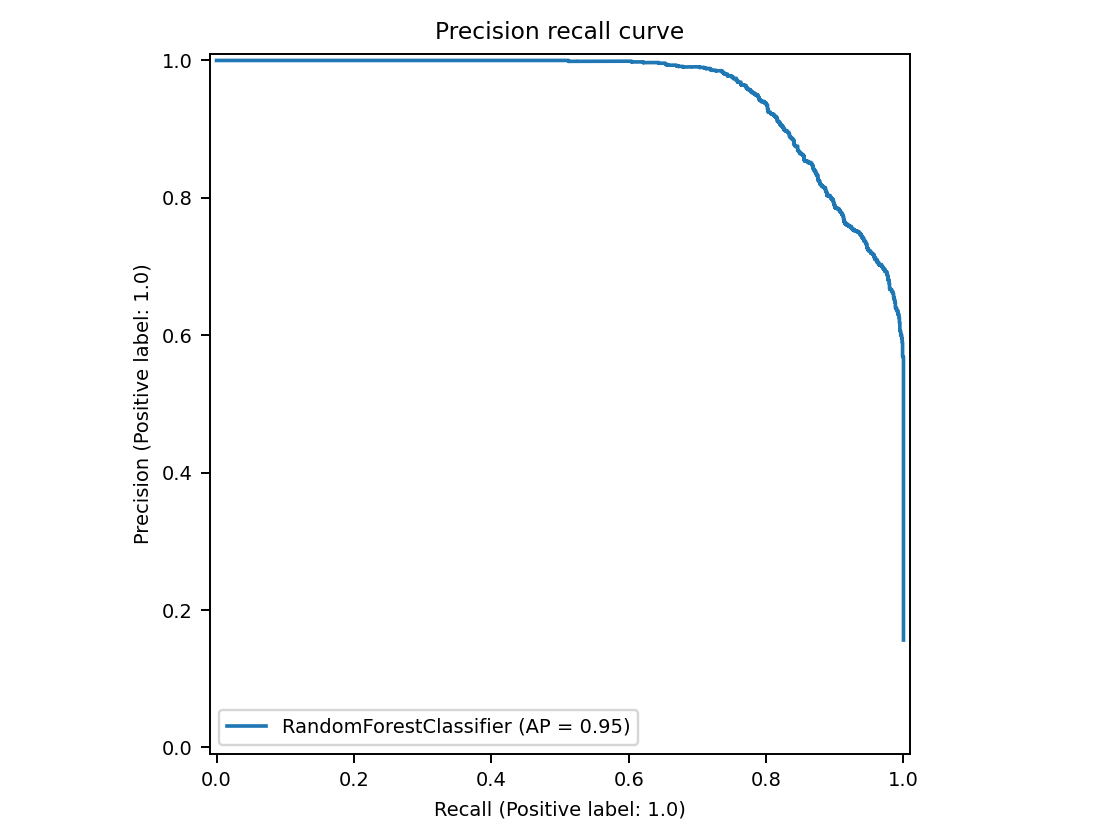 Precision recall curve
1.0
0.8
0.6
0.4
0.2
0.0
Precision (Positive label: 1.0)
RandomForestClassifier (AP = 0.95)
0.0 0.2 0.4 0.6 0.8 1.0
Recall (Positive label: 1.0)